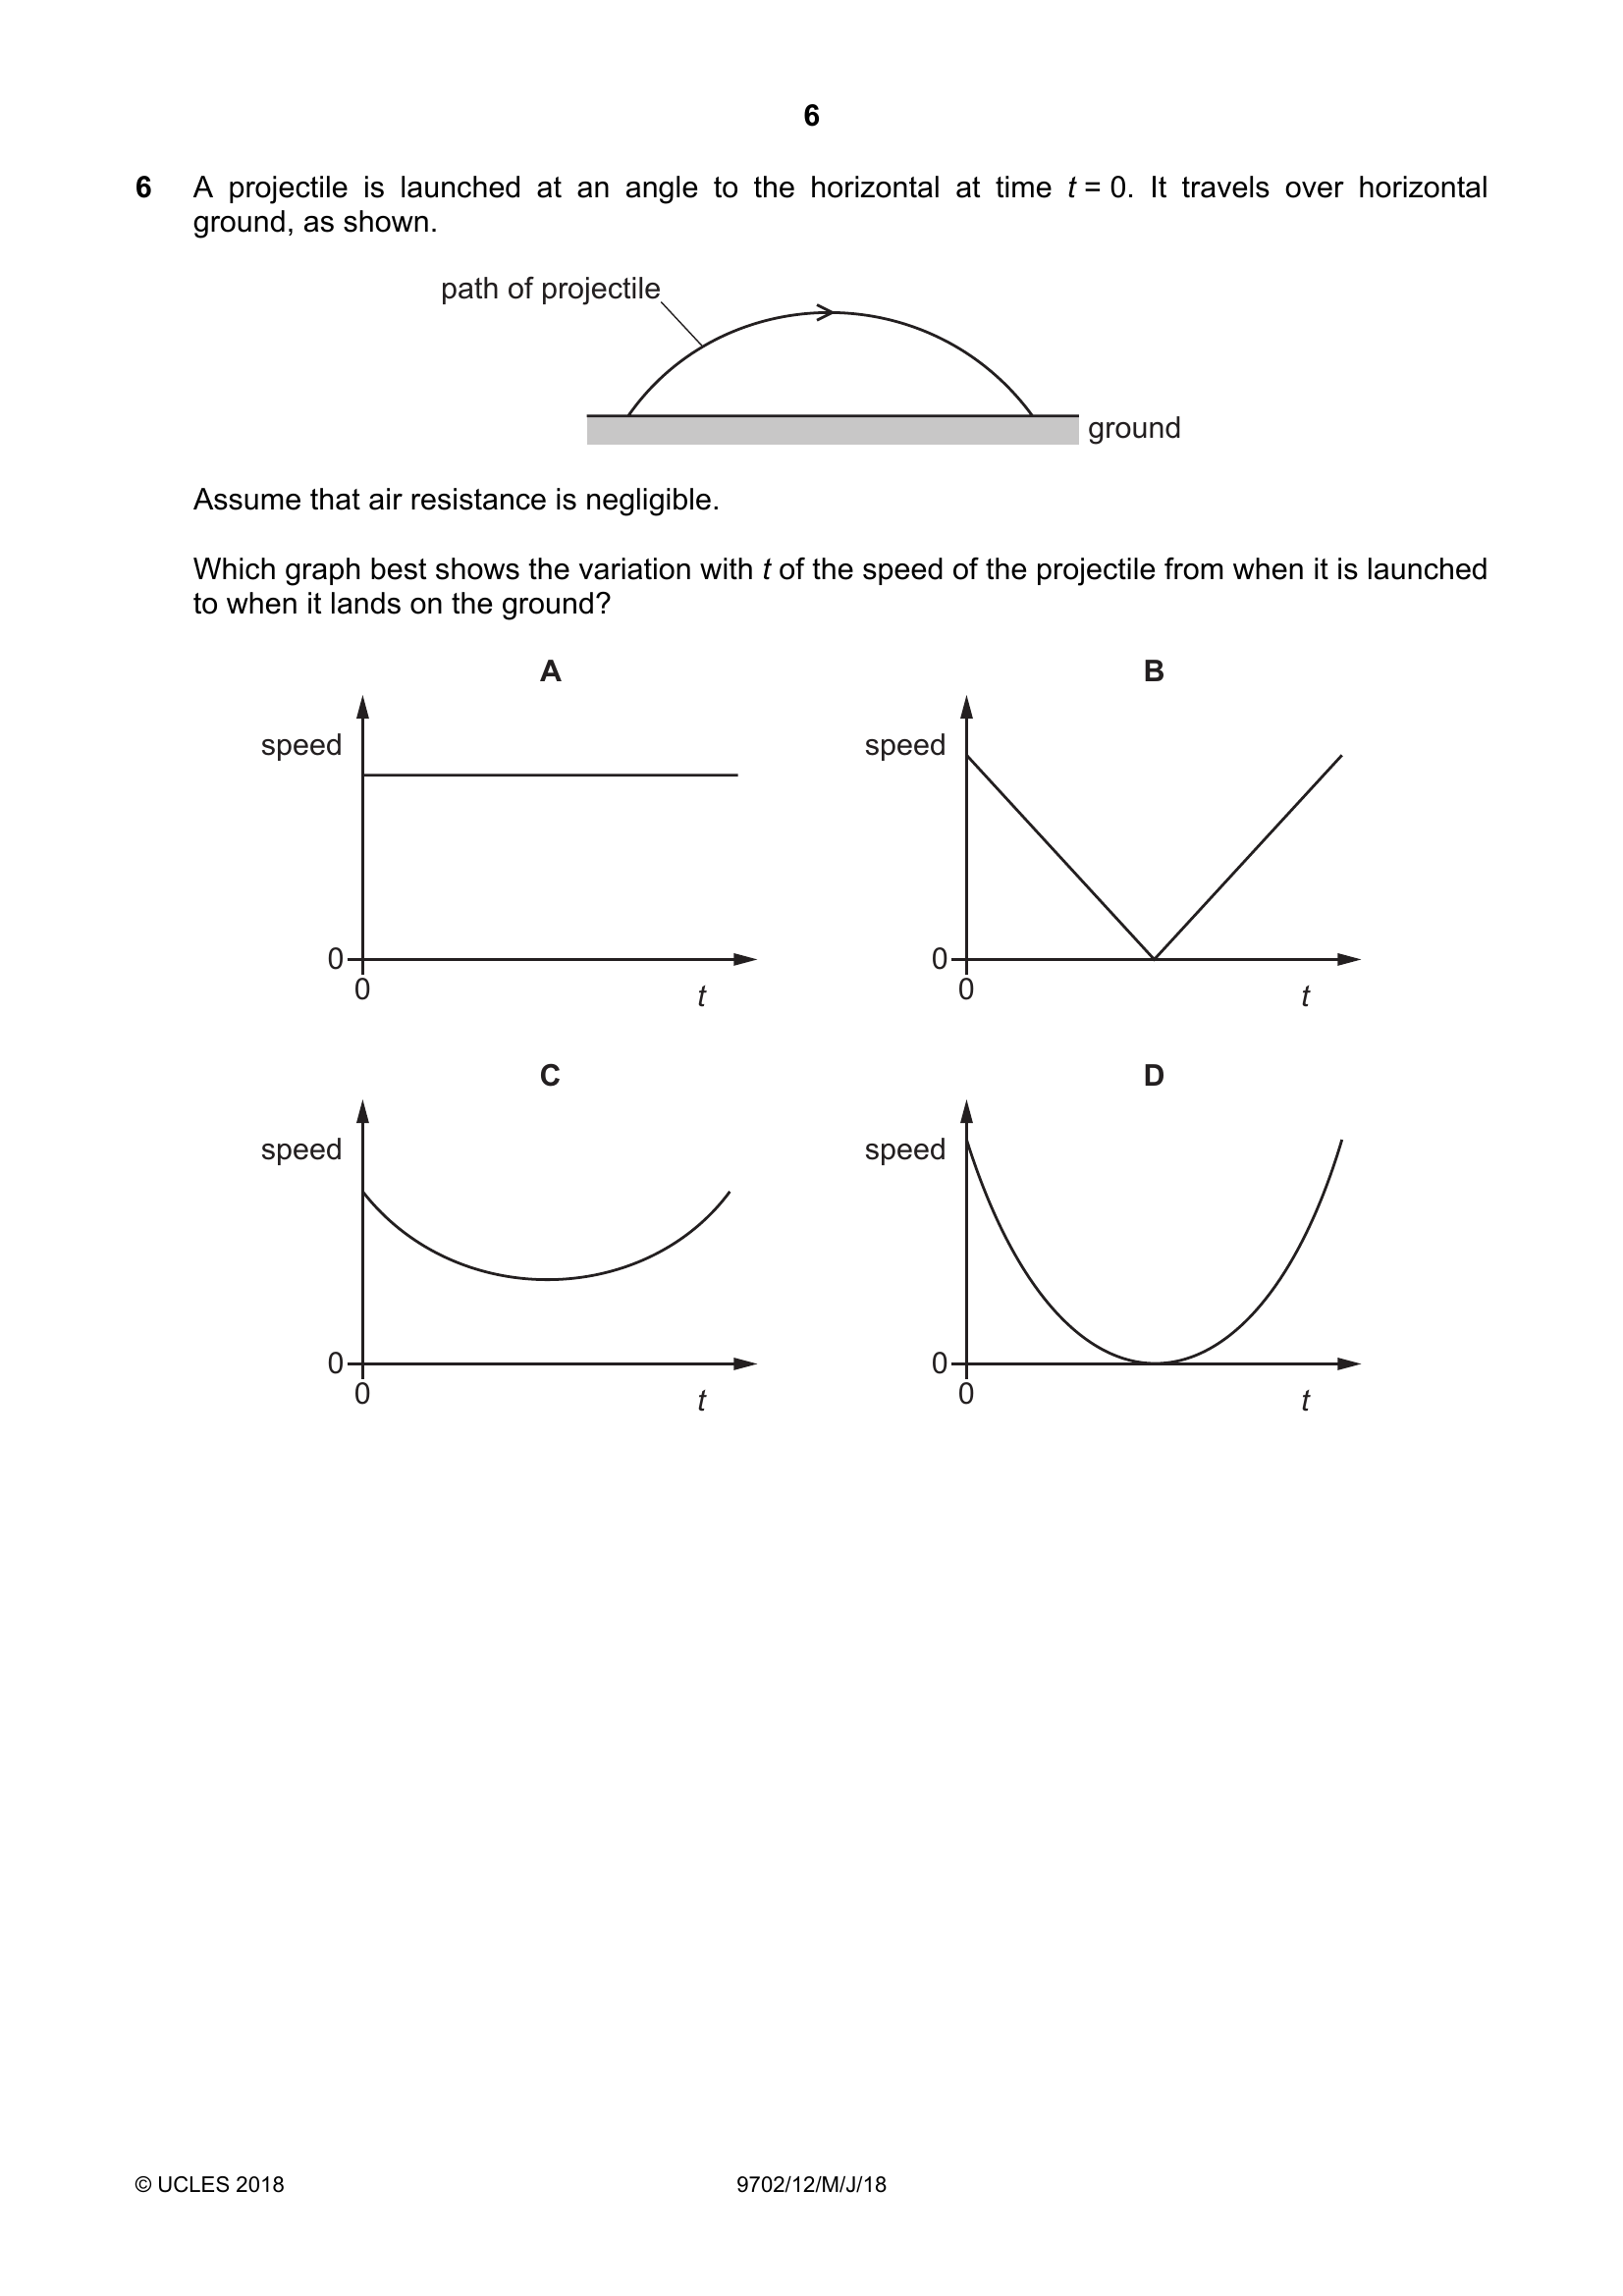 6
6 A projectile is launched at an angle to the horizontal at time t = 0. It travels over horizontal
ground, as shown.
path of projectile
ground
Assume that air resistance is negligible.
Which graph best shows the variation with t of the speed of the projectile from when it is launched
to when it lands on the ground?
A
B
speed
speed
0
0
0
t
0
t
C
D
speed
speed
0
0
0
t
0
t
© UCLES 2018
9702/12/M/J/18